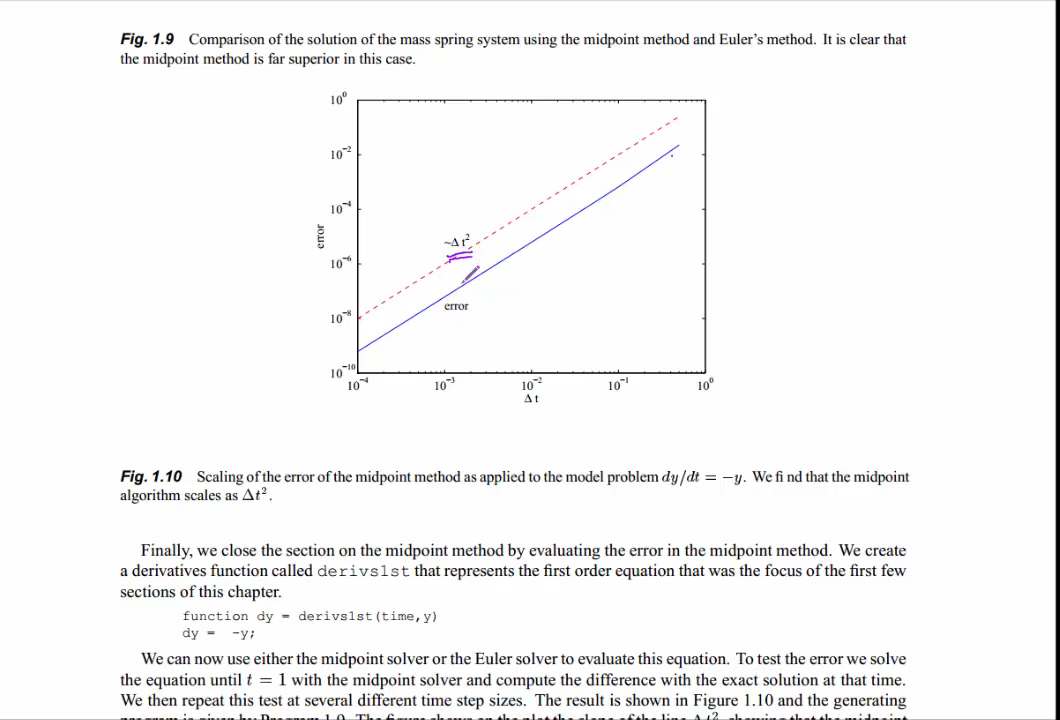 Fig. 1.9 Comparison of the solution of the mass spring system using the midpoint method and Euler's method. It is clear that
the midpoint method is far superior in this case.
10^0
10^-2
10^-4
10^-6
10^-8
10^-10
error
~Δ t^2
error
10^-4 10^-3 10^-2 10^-1 10^0
Δ t
Fig. 1.10 Scaling of the error of the midpoint method as applied to the model problem dy/dt = −y. We fi nd that the midpoint
algorithm scales as Δt^2.
Finally, we close the section on the midpoint method by evaluating the error in the midpoint method. We create
a derivatives function called derivs1st that represents the first order equation that was the focus of the first few
sections of this chapter.
function dy = derivs1st(time,y)
dy = -y;
We can now use either the midpoint solver or the Euler solver to evaluate this equation. To test the error we solve
the equation until t = 1 with the midpoint solver and compute the difference with the exact solution at that time.
We then repeat this test at several different time step sizes. The result is shown in Figure 1.10 and the generating